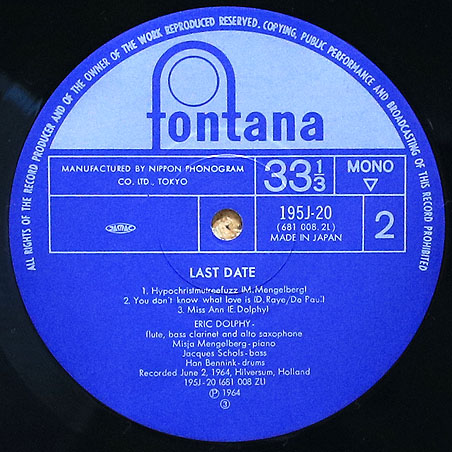 ALL RIGHTS OF THE RECORD PRODUCER AND OF THE OWNER OF THE WORK REPRODUCED RESERVED. COPYING, PUBLIC PERFORMANCE AND BROADCASTING OF THIS RECORD PROHIBITED
fontana
MANUFACTURED BY NIPPON PHONOGRAM
CO. LTD., TOKYO
33 1/3
MONO
195J-20
(681 008.2L)
MADE IN JAPAN
2
LAST DATE
1. Hypochristmutreefuzz (M. Mengelberg)
2. You don't know what love is (D. Raye/De Paul)
3. Miss Ann (E. Dolphy)
ERIC DOLPHY -
flute, bass clarinet and alto saxophone
Misja Mengelberg - piano
Jacques Schols - bass
Han Bennink - drums
Recorded June 2, 1964, Hilversum, Holland
195J-20 (681 008 ZL)
Ⓟ 1964
③